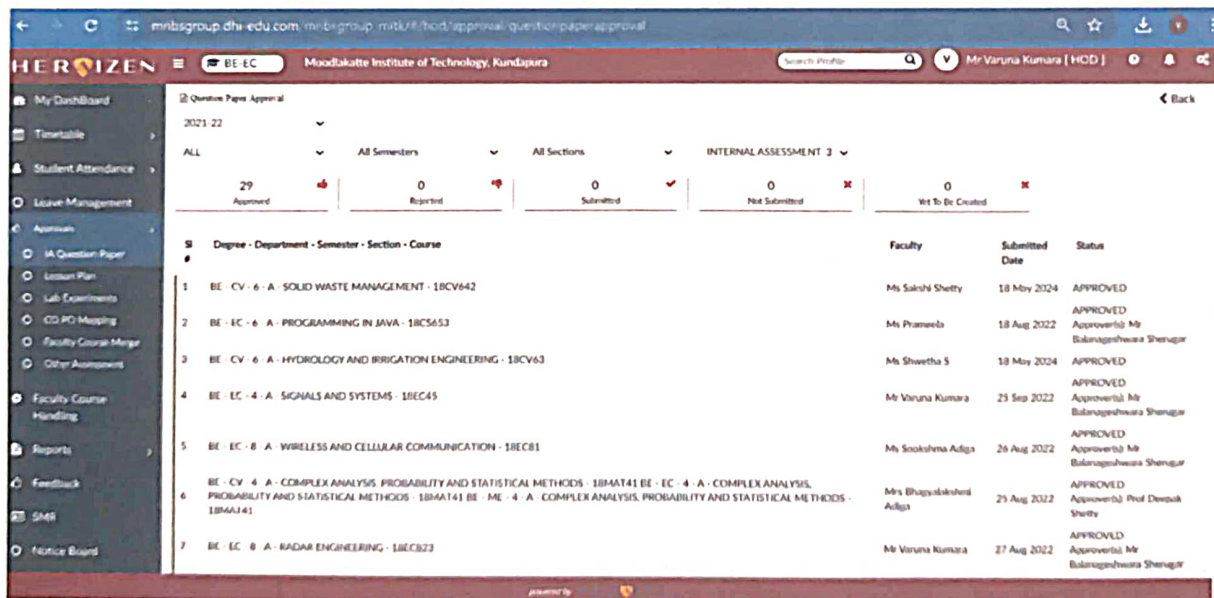 mnbsgroup.dhi-edu.com/mnbsgroup_mitk/#/hod/approval/questionpaperapproval
HEROIZEN BE-EC Moodlakatte Institute of Technology, Kundapura Search Profile V Mr Varuna Kumara [ HOD ]
My DashBoard
Timetable
Student Attendance
Leave Management
Approvals
IA Question Paper
Lesson Plan
Lab Experiments
CO PO Mapping
Faculty Course Merge
Other Assessment
Faculty Course
Handling
Reports
Feedback
SMR
Notice Board
Question Paper Approval Back
2021-22
ALL All Semesters All Sections INTERNAL ASSESSMENT 3
29 0 0 0 0
Approved Rejected Submitted Not Submitted Yet To Be Created
Sl Degree - Department - Semester - Section - Course Faculty Submitted Status
# Date
1 BE - CV - 6 - A - SOLID WASTE MANAGEMENT - 18CV642 Ms Sakshi Shetty 18 May 2024 APPROVED
2 BE - EC - 6 - A - PROGRAMMING IN JAVA - 18CS653 Ms Prameela 18 Aug 2022 APPROVED
Approver(s): Mr
Balanageshwara Sherugar
3 BE - CV - 6 - A - HYDROLOGY AND IRRIGATION ENGINEERING - 18CV63 Ms Shwetha S 18 May 2024 APPROVED
4 BE - EC - 4 - A - SIGNALS AND SYSTEMS - 18EC45 Mr Varuna Kumara 25 Sep 2022 APPROVED
Approver(s): Mr
Balanageshwara Sherugar
5 BE - EC - 8 - A - WIRELESS AND CELLULAR COMMUNICATION - 18EC81 Ms Sookshma Adiga 26 Aug 2022 APPROVED
Approver(s): Mr
Balanageshwara Sherugar
6 BE - CV - 4 - A - COMPLEX ANALYSIS, PROBABILITY AND STATISTICAL METHODS - 18MAT41 BE - EC - 4 - A - COMPLEX ANALYSIS,
PROBABILITY AND STATISTICAL METHODS - 18MAT41 BE - ME - 4 - A - COMPLEX ANALYSIS, PROBABILITY AND STATISTICAL METHODS -
18MAT41
Mrs Bhagyalakshmi
Adiga
25 Aug 2022
APPROVED
Approver(s): Prof Deepak
Shetty
7 BE - EC - 8 - A - RADAR ENGINEERING - 18EC823 Mr Varuna Kumara 27 Aug 2022 APPROVED
Approver(s): Mr
Balanageshwara Sherugar
powered by